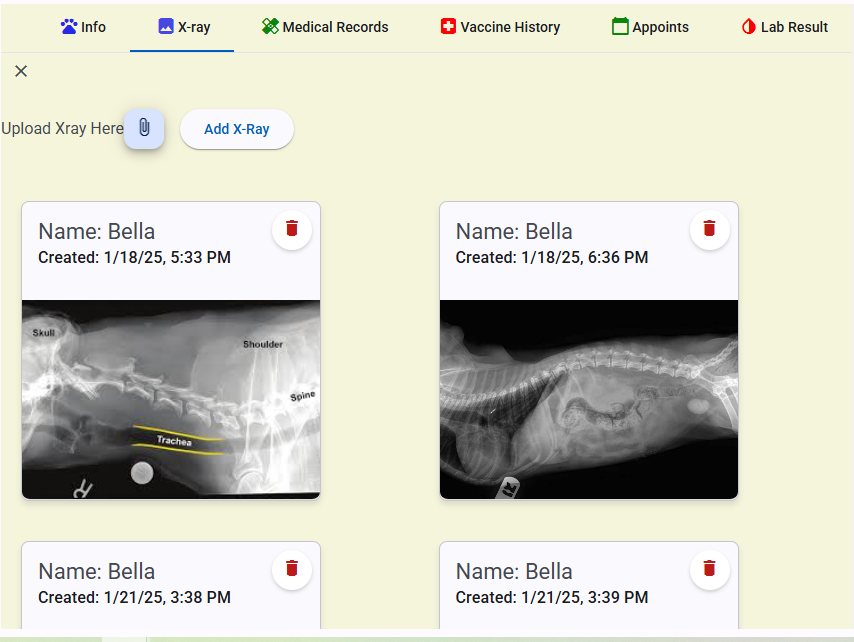 Info X-ray Medical Records Vaccine History Appoints Lab Result
Upload Xray Here Add X-Ray
Name: Bella
Created: 1/18/25, 5:33 PM
Skull
Shoulder
Spine
Trachea
R
Name: Bella
Created: 1/18/25, 6:36 PM
Name: Bella
Created: 1/21/25, 3:38 PM
Name: Bella
Created: 1/21/25, 3:39 PM